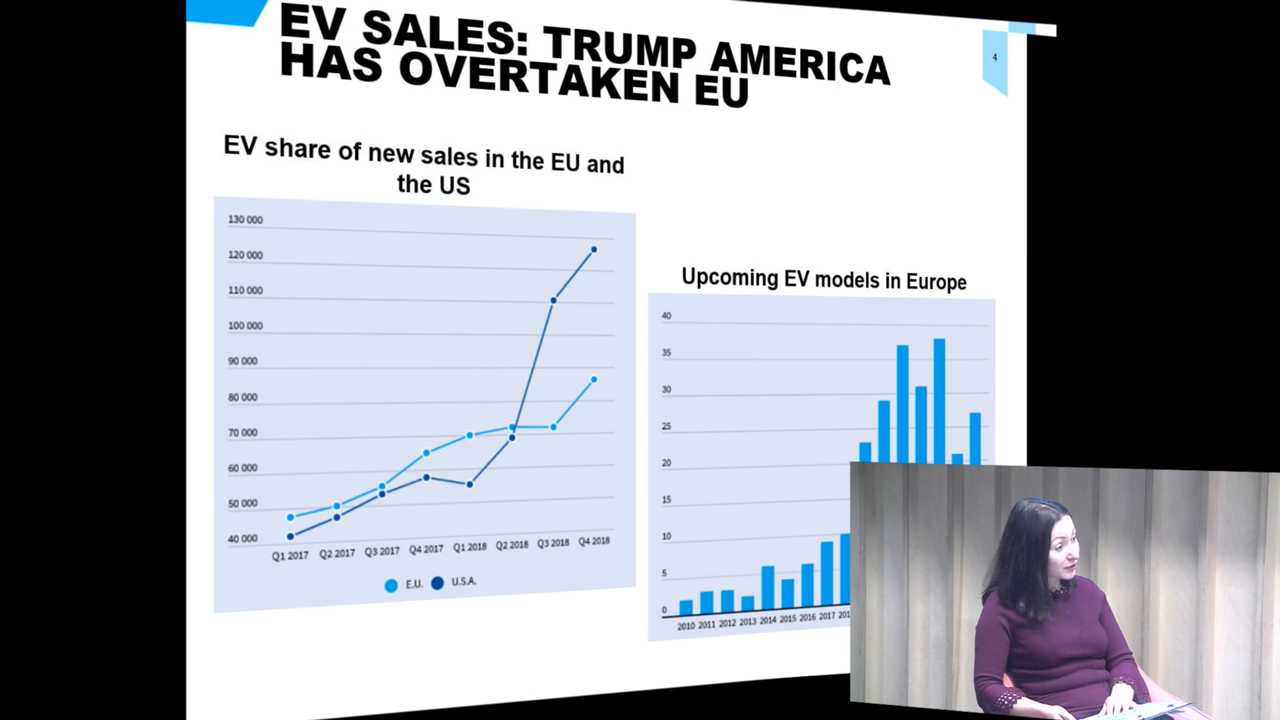 EV SALES: TRUMP AMERICA
HAS OVERTAKEN EU
4
EV share of new sales in the EU and
the US
130 000
120 000
110 000
100 000
90 000
80 000
70 000
60 000
50 000
40 000
Q1 2017 Q2 2017 Q3 2017 Q4 2017 Q1 2018 Q2 2018 Q3 2018 Q4 2018
E.U. U.S.A.
Upcoming EV models in Europe
40
35
30
25
20
15
10
5
0
2010 2011 2012 2013 2014 2015 2016 2017